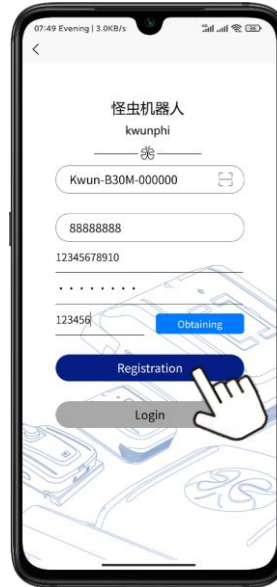 07:49 Evening | 3.0KB/s
怪虫机器人
kwunphi
Kwun-B30M-000000
88888888
12345678910
• • • • • • • •
123456
Obtaining
Registration
Login